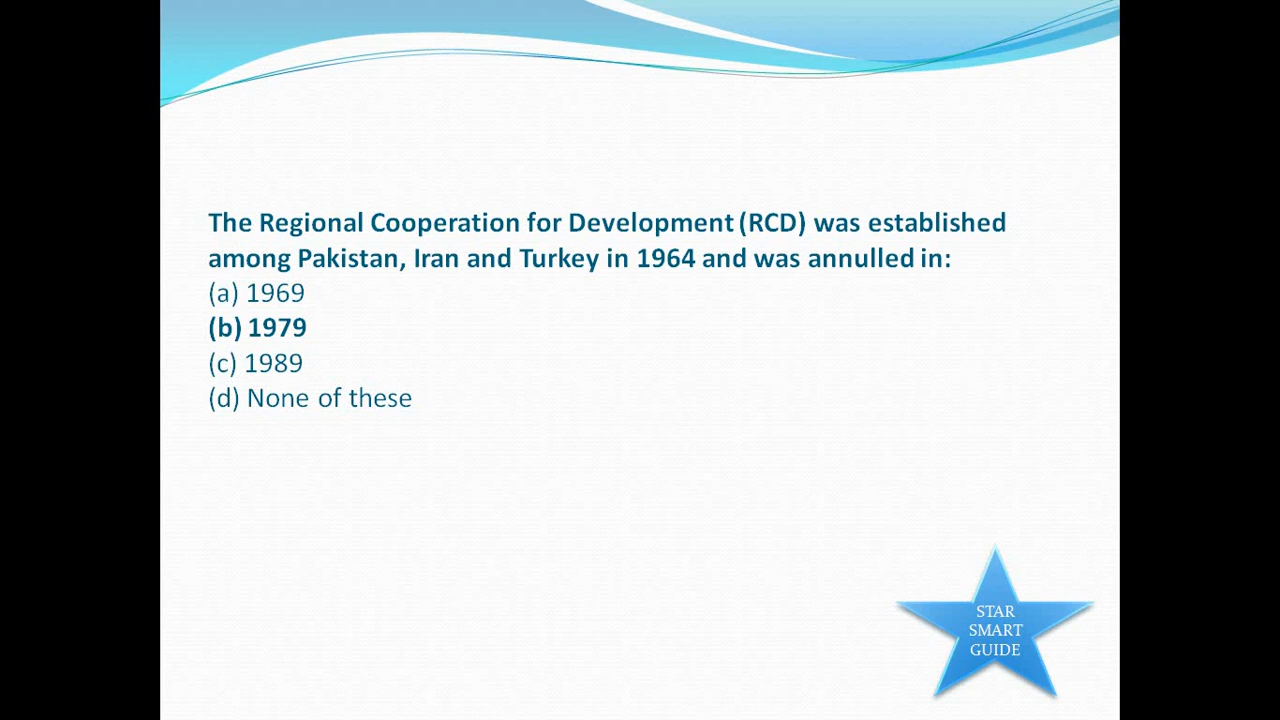 The Regional Cooperation for Development (RCD) was established
among Pakistan, Iran and Turkey in 1964 and was annulled in:
(a) 1969
(b) 1979
(c) 1989
(d) None of these
STAR
SMART
GUIDE